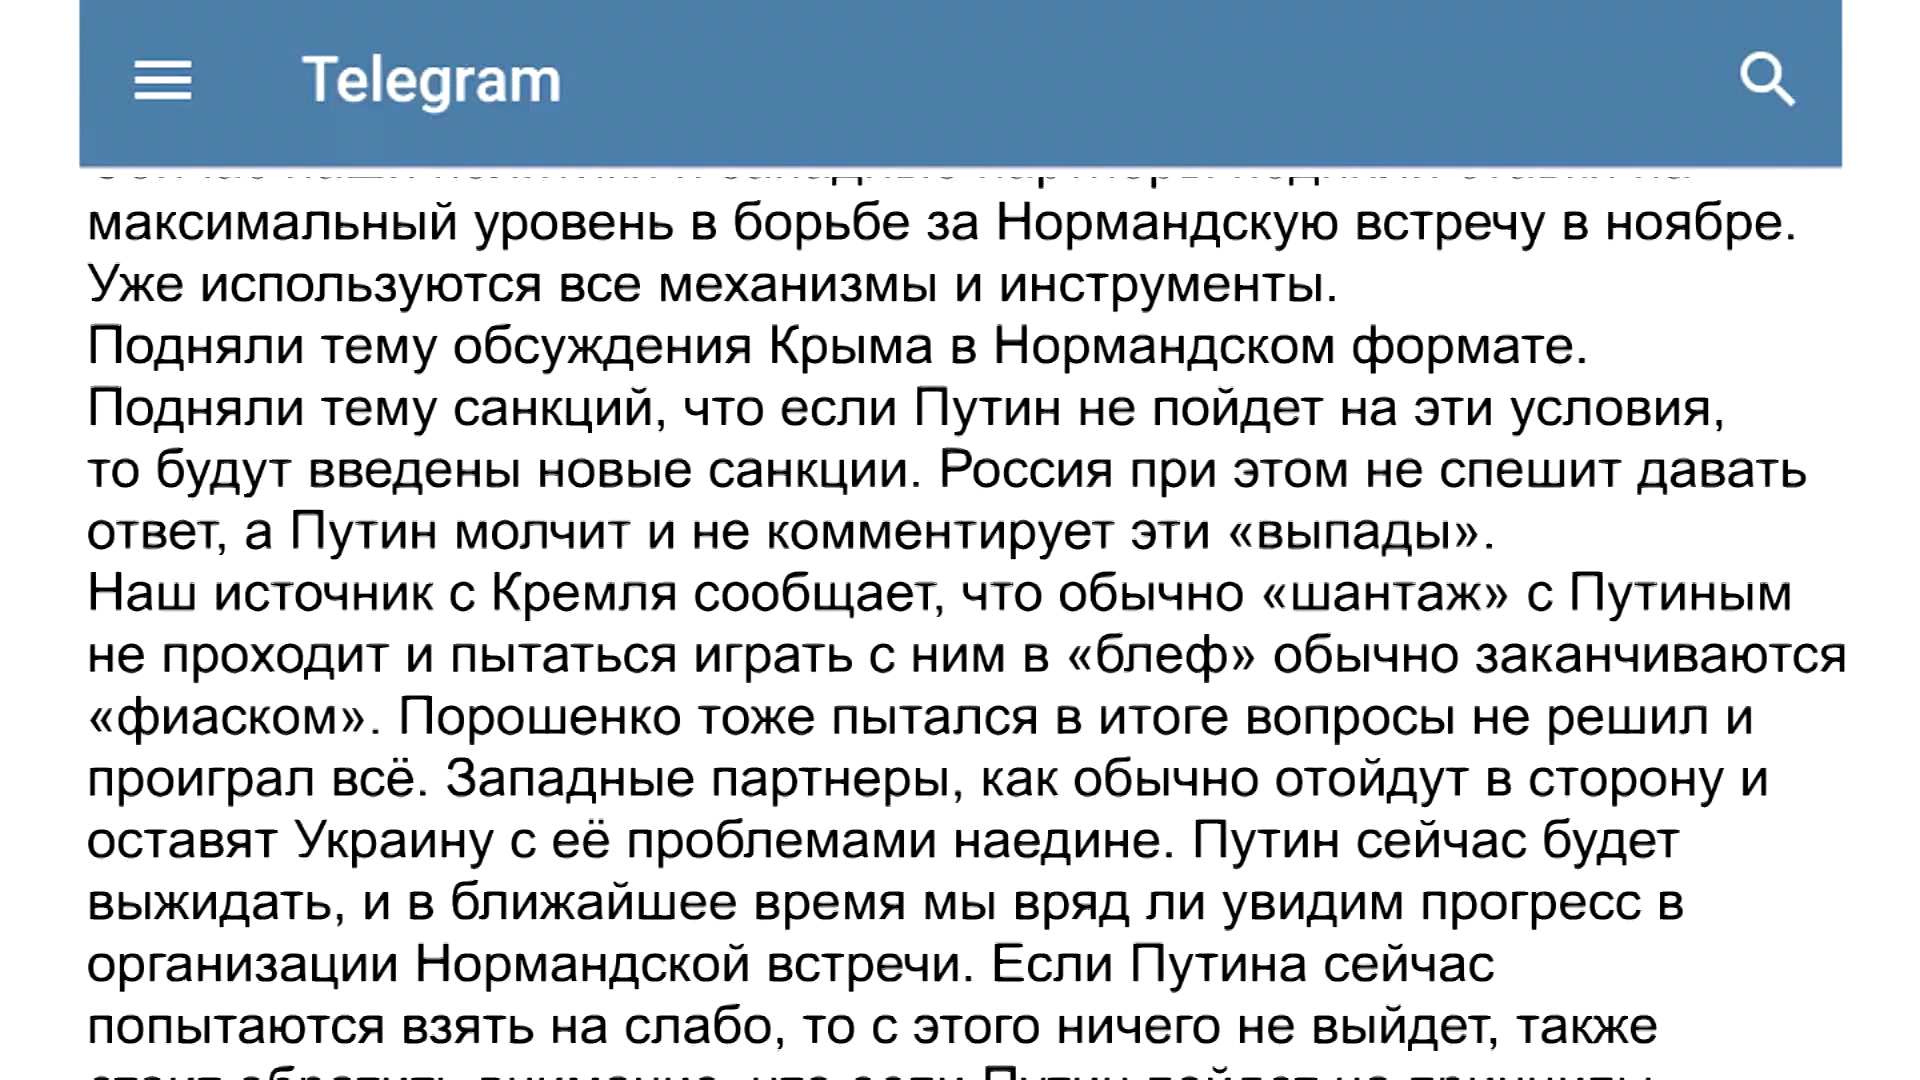 Telegram
максимальный уровень в борьбе за Нормандскую встречу в ноябре.
Уже используются все механизмы и инструменты.
Подняли тему обсуждения Крыма в Нормандском формате.
Подняли тему санкций, что если Путин не пойдет на эти условия,
то будут введены новые санкции. Россия при этом не спешит давать
ответ, а Путин молчит и не комментирует эти «выпады».
Наш источник с Кремля сообщает, что обычно «шантаж» с Путиным
не проходит и пытаться играть с ним в «блеф» обычно заканчиваются
«фиаском». Порошенко тоже пытался в итоге вопросы не решил и
проиграл всё. Западные партнеры, как обычно отойдут в сторону и
оставят Украину с её проблемами наедине. Путин сейчас будет
выжидать, и в ближайшее время мы вряд ли увидим прогресс в
организации Нормандской встречи. Если Путина сейчас
попытаются взять на слабо, то с этого ничего не выйдет, также